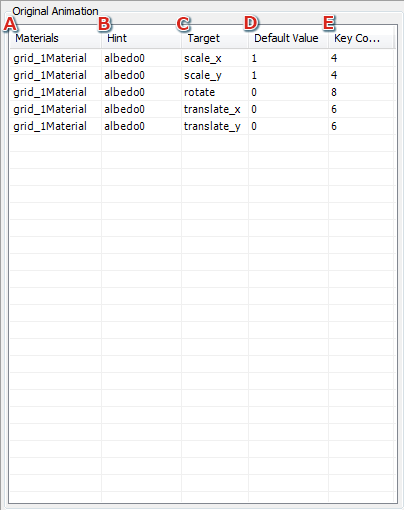 Original Animation
A B C D E
Materials Hint Target Default Value Key Co...
grid_1Material albedo0 scale_x 1 4
grid_1Material albedo0 scale_y 1 4
grid_1Material albedo0 rotate 0 8
grid_1Material albedo0 translate_x 0 6
grid_1Material albedo0 translate_y 0 6